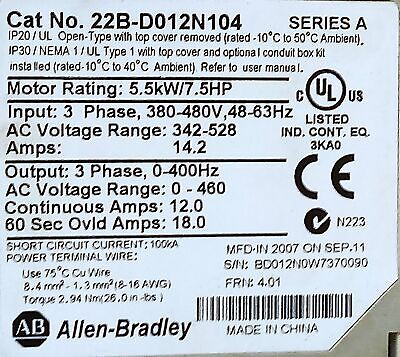 Cat No. 22B-D012N104 SERIES A
IP20 / UL Open-Type with top cover removed (rated -10°C to 50°C Ambient).
IP30 / NEMA 1 / UL Type 1 with top cover and optional conduit box kit
installed (rated -10°C to 40°C Ambient). Refer to user manual.
Motor Rating: 5.5kW/7.5HP
Input: 3 Phase, 380-480V, 48-63Hz
AC Voltage Range: 342-528
Amps: 14.2
C UL US
LISTED
IND. CONT. EQ.
3KA0
Output: 3 Phase, 0-400Hz
AC Voltage Range: 0 - 460
Continuous Amps: 12.0
60 Sec Ovld Amps: 18.0
CE
N223
SHORT CIRCUIT CURRENT: 100kA
POWER TERMINAL WIRE:
Use 75°C Cu Wire
8.4 mm² - 1.3 mm² (8-16 AWG)
Torque 2.94 Nm (26.0 in-lbs)
MFD-IN 2007 ON SEP-11
S/N: BD012N0W7370090
FRN: 4.01
AB Allen-Bradley
MADE IN CHINA